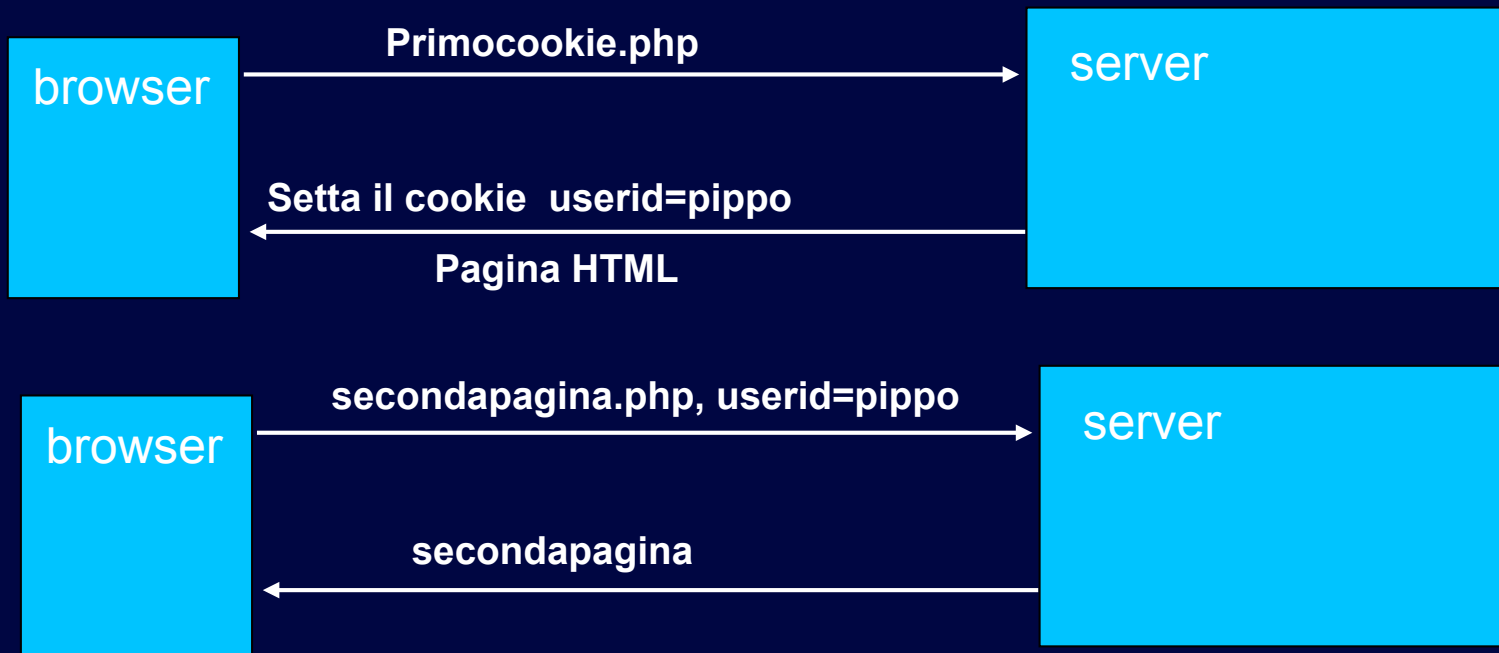 Primocookie.php
browser
server
Setta il cookie  userid=pippo
Pagina HTML
secondapagina.php, userid=pippo
browser
server
secondapagina